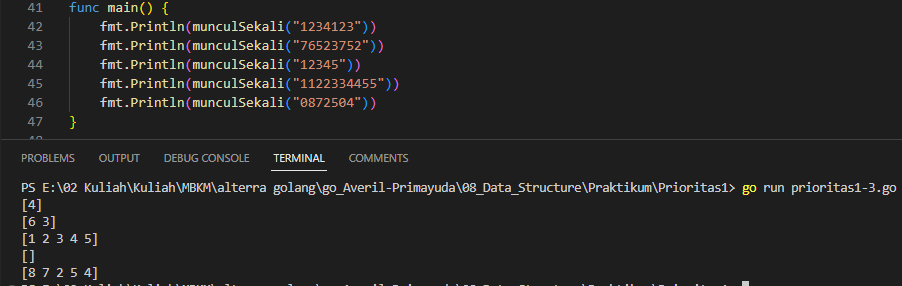 41 func main() {
42 fmt.Println(munculSekali("1234123"))
43 fmt.Println(munculSekali("76523752"))
44 fmt.Println(munculSekali("12345"))
45 fmt.Println(munculSekali("1122334455"))
46 fmt.Println(munculSekali("0872504"))
47 }
PROBLEMS OUTPUT DEBUG CONSOLE TERMINAL COMMENTS
PS E:\02 Kuliah\Kuliah\MBKM\alterra golang\go_Averil-Primayuda\08_Data_Structure\Praktikum\Prioritas1> go run prioritas1-3.go
[4]
[6 3]
[1 2 3 4 5]
[]
[8 7 2 5 4]